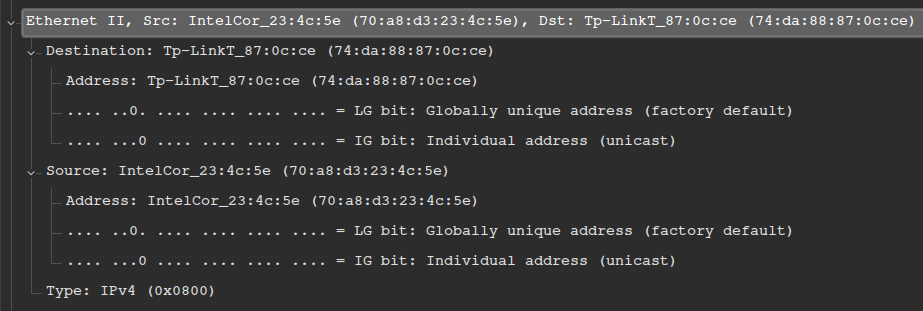 Ethernet II, Src: IntelCor_23:4c:5e (70:a8:d3:23:4c:5e), Dst: Tp-LinkT_87:0c:ce (74:da:88:87:0c:ce)
Destination: Tp-LinkT_87:0c:ce (74:da:88:87:0c:ce)
Address: Tp-LinkT_87:0c:ce (74:da:88:87:0c:ce)
.... ..0. .... .... .... .... = LG bit: Globally unique address (factory default)
.... ...0 .... .... .... .... = IG bit: Individual address (unicast)
Source: IntelCor_23:4c:5e (70:a8:d3:23:4c:5e)
Address: IntelCor_23:4c:5e (70:a8:d3:23:4c:5e)
.... ..0. .... .... .... .... = LG bit: Globally unique address (factory default)
.... ...0 .... .... .... .... = IG bit: Individual address (unicast)
Type: IPv4 (0x0800)